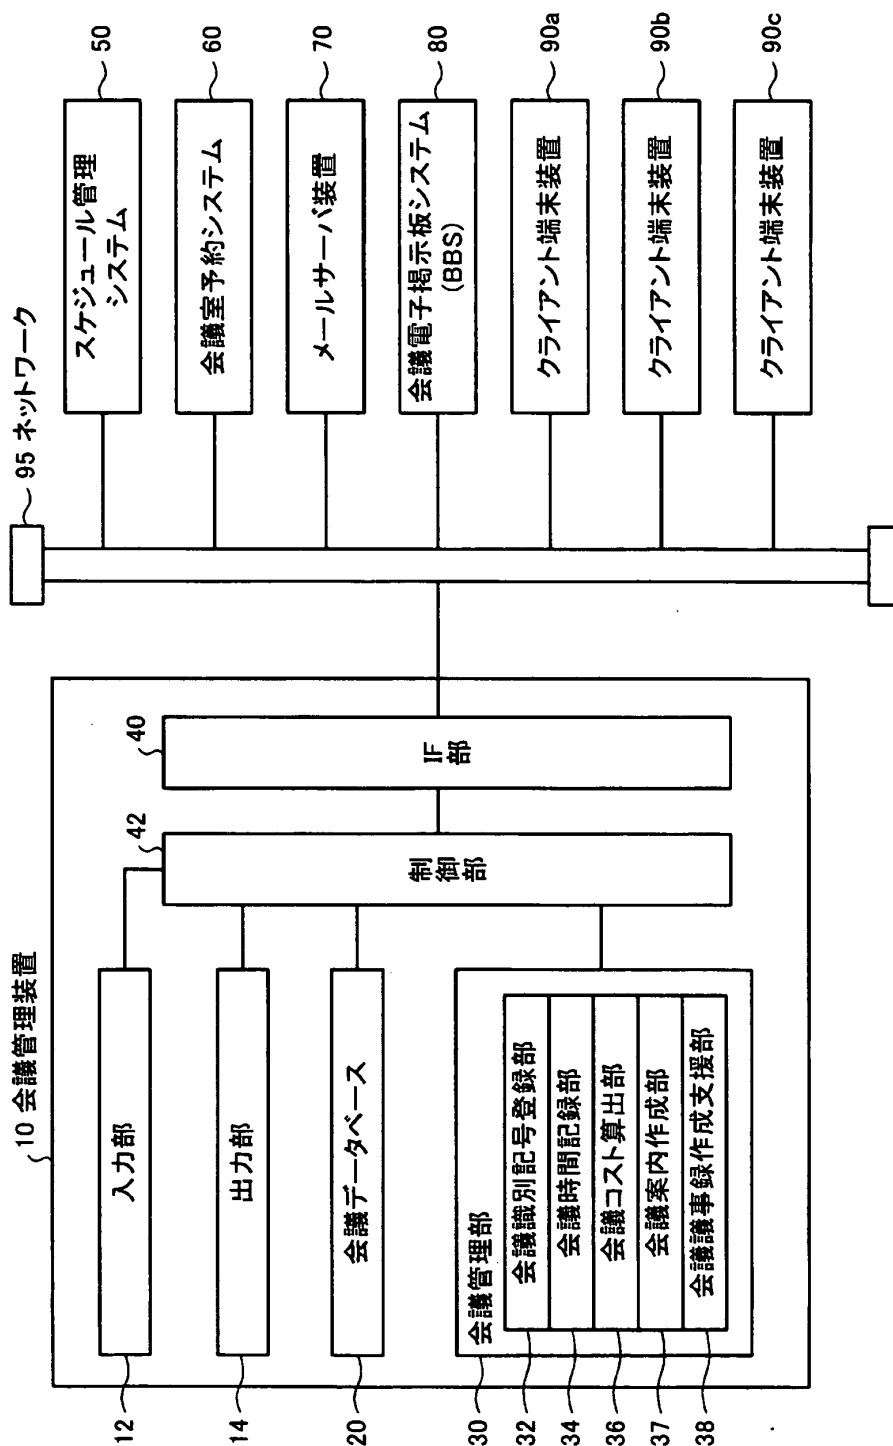 10 会議管理装置
12
入力部
14
出力部
20
会議データベース
30
会議管理部
32
会議識別記号登録部
34
会議時間記録部
36
会議コスト算出部
37
会議案内作成部
38
会議議事録作成支援部
42
制御部
40
IF部
95 ネットワーク
スケジュール管理
システム
50
会議室予約システム
60
メールサーバ装置
70
会議電子掲示板システム
(BBS)
80
クライアント端末装置
90a
クライアント端末装置
90b
クライアント端末装置
90c